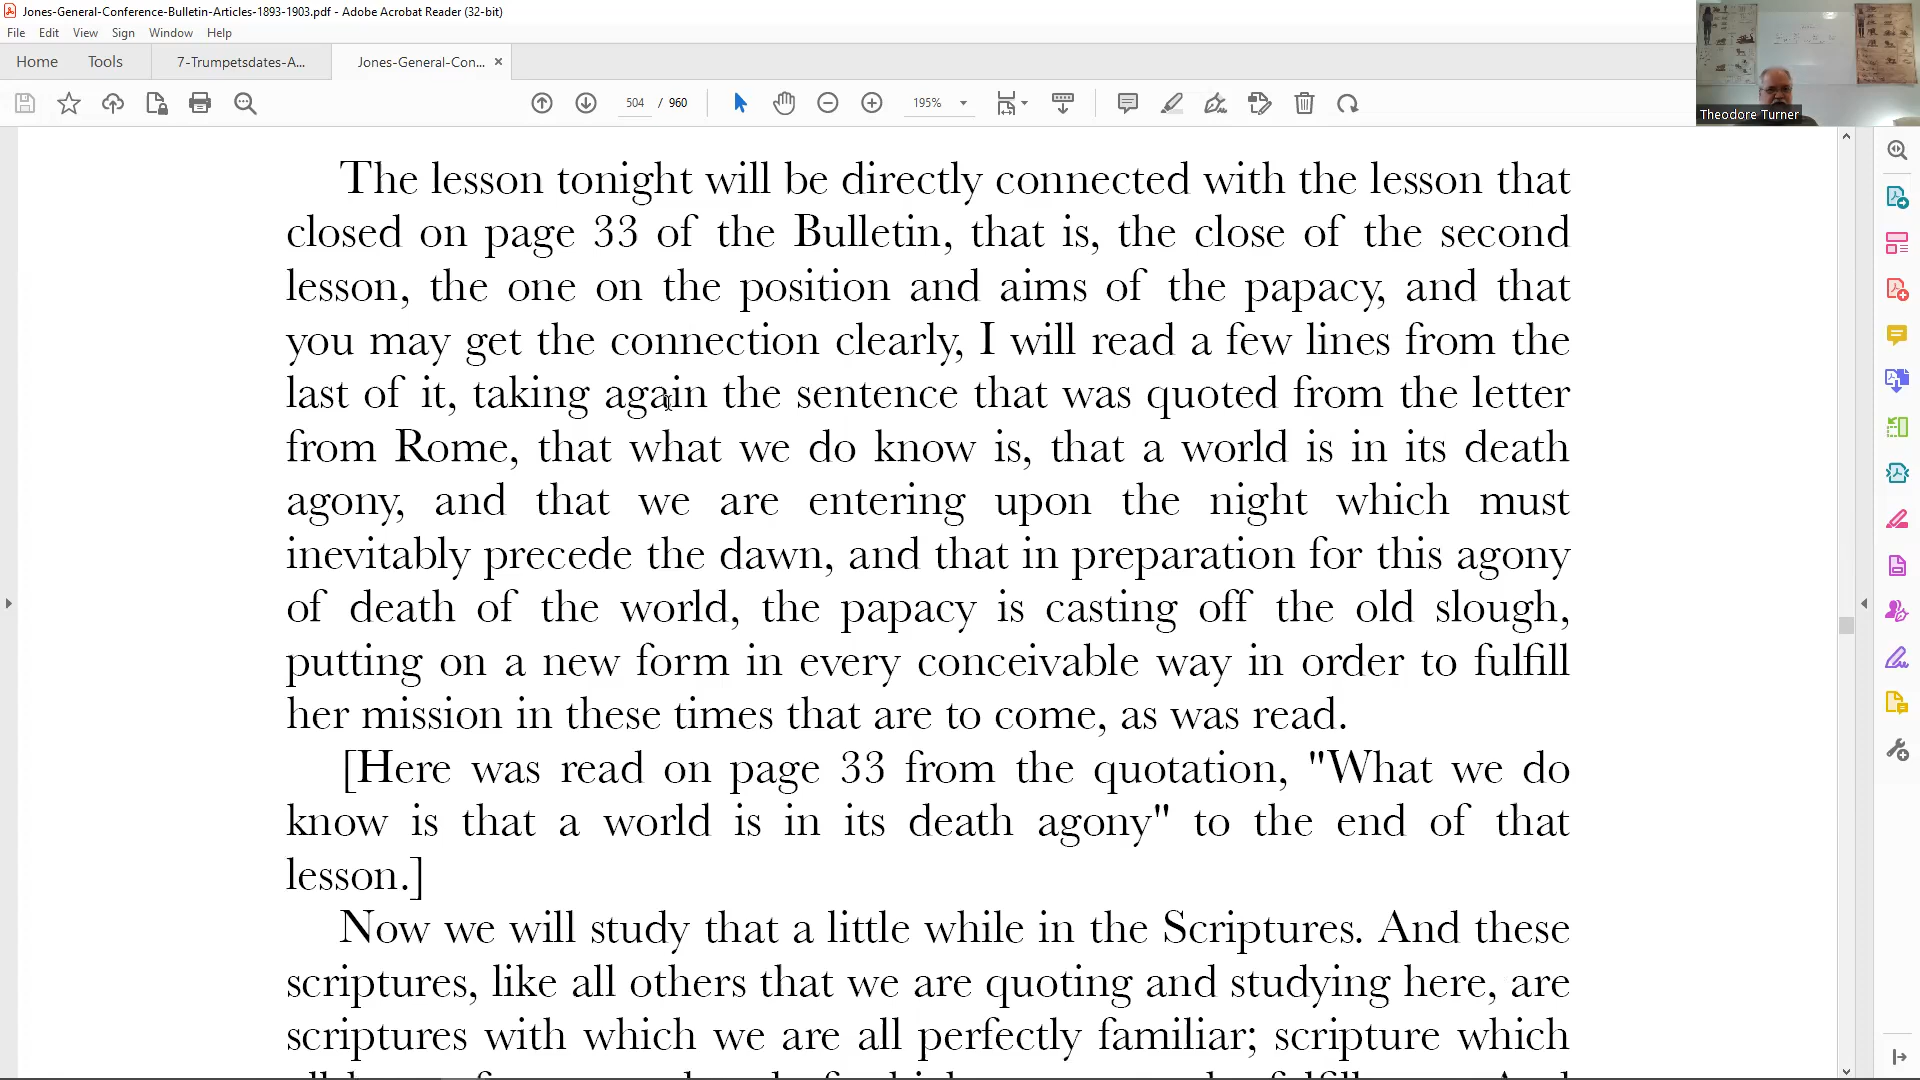 Jones-General-Conference-Bulletin-Articles-1893-1903.pdf - Adobe Acrobat Reader (32-bit)
File Edit View Sign Window Help
Home Tools 7-Trumpetsdates-A... Jones-General-Con... ×
504 / 960 195%
Theodore Turner
The lesson tonight will be directly connected with the lesson that
closed on page 33 of the Bulletin, that is, the close of the second
lesson, the one on the position and aims of the papacy, and that
you may get the connection clearly, I will read a few lines from the
last of it, taking again the sentence that was quoted from the letter
from Rome, that what we do know is, that a world is in its death
agony, and that we are entering upon the night which must
inevitably precede the dawn, and that in preparation for this agony
of death of the world, the papacy is casting off the old slough,
putting on a new form in every conceivable way in order to fulfill
her mission in these times that are to come, as was read.
[Here was read on page 33 from the quotation, "What we do
know is that a world is in its death agony" to the end of that
lesson.]
Now we will study that a little while in the Scriptures. And these
scriptures, like all others that we are quoting and studying here, are
scriptures with which we are all perfectly familiar; scripture which